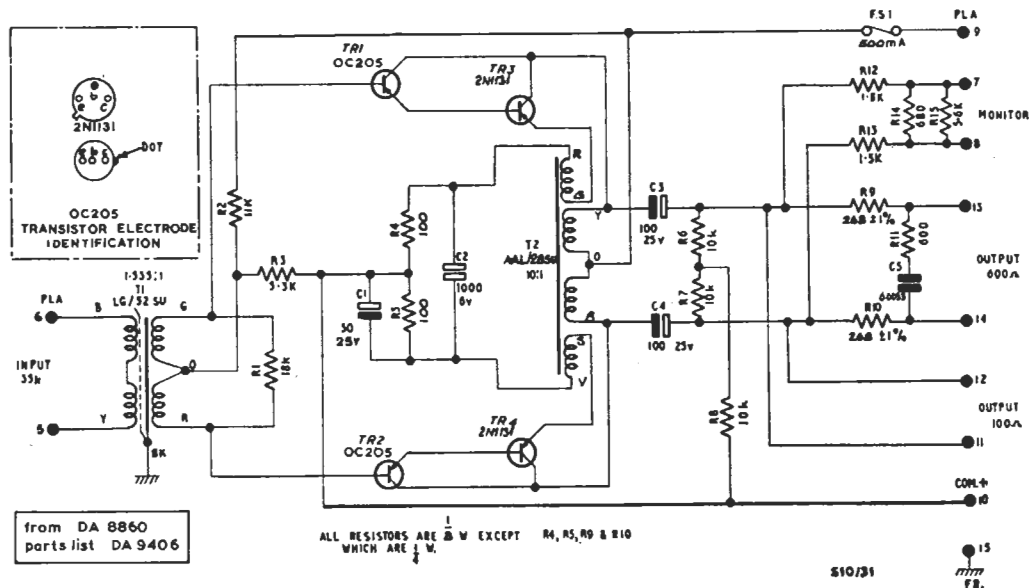 F.S1
PLA
9
500mA
TR1
OC205
TR3
2N1131
e
b
c
2N1131
DOT
OC205
TRANSISTOR ELECTRODE
IDENTIFICATION
R12
1·8K
7
R14
680
R15
5·6K
MONITOR
R13
1·5K
8
R2
11K
R3
3·3K
R4
100
R5
100
C1
50
25v
C2
1000
6v
R
B
Y
O
T2
10:1
S
V
C3
100
25v
R6
10k
R7
10k
C4
100 25v
R8
10k
R9
268 ±1%
13
R11
600
C5
OUTPUT
600Ω
R10
268 ±1%
14
12
OUTPUT
100Ω
11
COM.
10
T1
LG/52 SU
PLA
6
B
G
INPUT
35k
O
R1
18k
5
Y
R
TR2
OC205
TR4
2N1131
ALL RESISTORS ARE 1/8 W EXCEPT R4, R5, R9 & R10
WHICH ARE 1/4 W.
from DA 8860
parts list DA 9406
15
S10/31